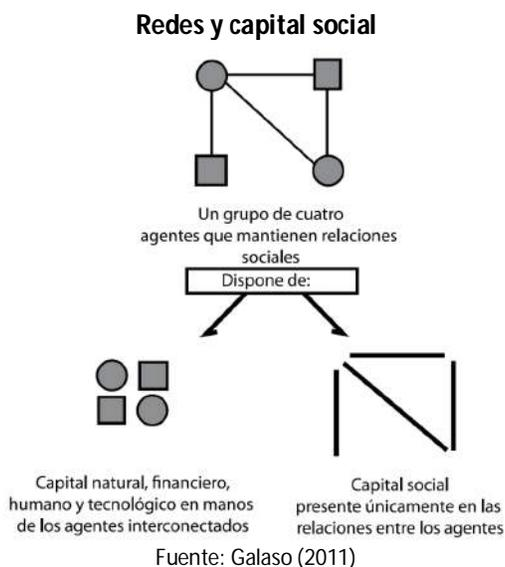 Redes y capital social
Un grupo de cuatro
agentes que mantienen relaciones
sociales
Dispone de:
Capital natural, financiero,
humano y tecnológico en manos
de los agentes interconectados
Capital social
presente únicamente en las
relaciones entre los agentes
Fuente: Galaso (2011)